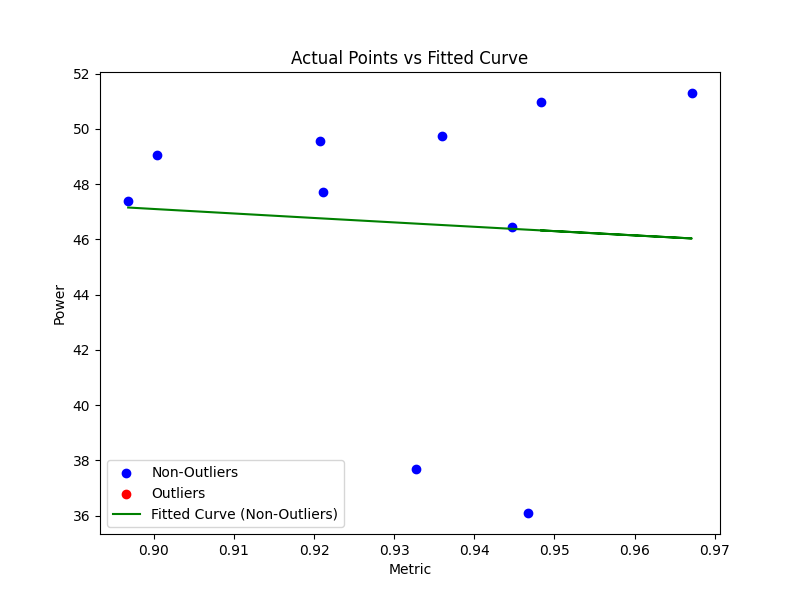 Actual Points vs Fitted Curve
Power
52
50
48
46
44
42
40
38
36
Non-Outliers
Outliers
Fitted Curve (Non-Outliers)
0.90 0.91 0.92 0.93 0.94 0.95 0.96 0.97
Metric